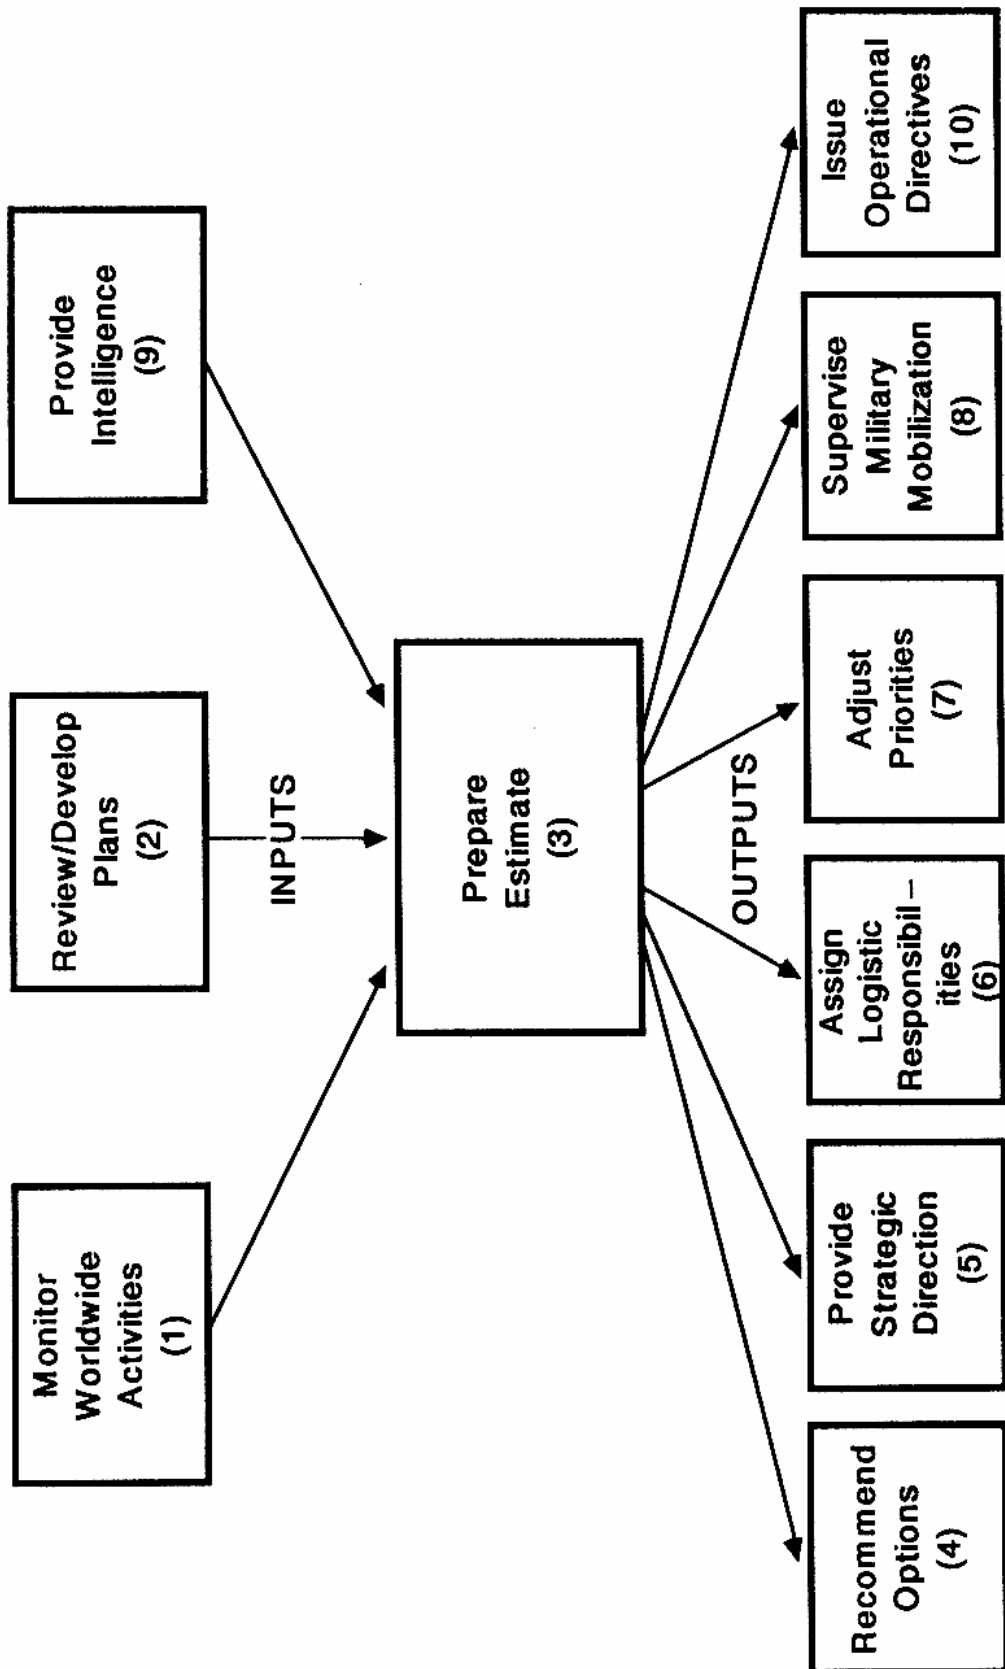 Monitor
Worldwide
Activities
(1)
Review/Develop
Plans
(2)
Provide
Intelligence
(9)
INPUTS
Prepare
Estimate
(3)
OUTPUTS
Recommend
Options
(4)
Provide
Strategic
Direction
(5)
Assign
Logistic
Responsibil–
ities
(6)
Adjust
Priorities
(7)
Supervise
Military
Mobilization
(8)
Issue
Operational
Directives
(10)